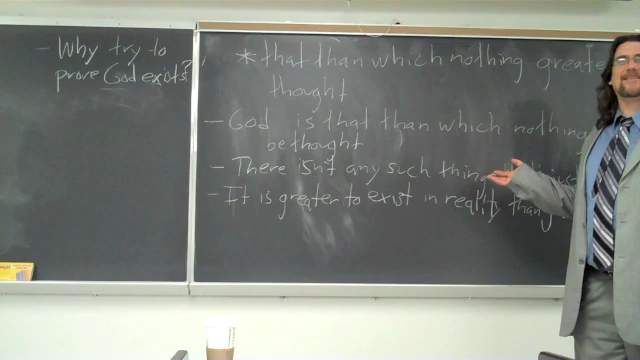 - Why try to
prove God exists?
* that than which nothing greate
thought
- God is that than which nothing
be thought
- There isn't any such thing
- It is greater to exist in reality than